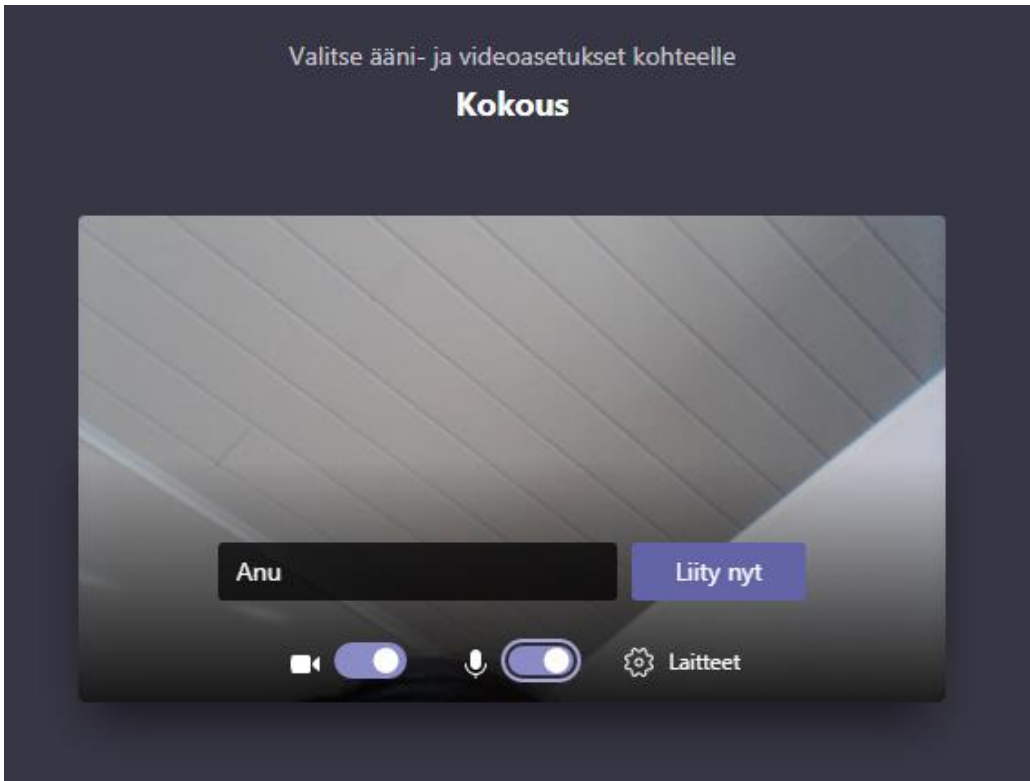 Valitse ääni- ja videoasetukset kohteelle
Kokous
Anu
Liity nyt
Laitteet